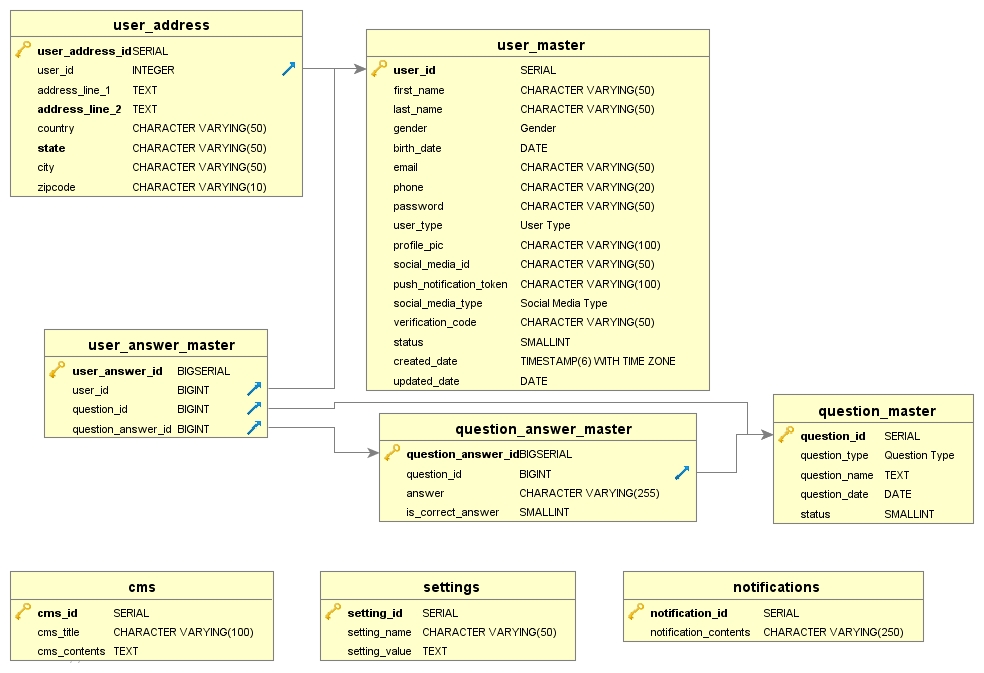 user_address
user_address_id SERIAL
user_id INTEGER
address_line_1 TEXT
address_line_2 TEXT
country CHARACTER VARYING(50)
state CHARACTER VARYING(50)
city CHARACTER VARYING(50)
zipcode CHARACTER VARYING(10)
user_master
user_id SERIAL
first_name CHARACTER VARYING(50)
last_name CHARACTER VARYING(50)
gender Gender
birth_date DATE
email CHARACTER VARYING(50)
phone CHARACTER VARYING(20)
password CHARACTER VARYING(50)
user_type User Type
profile_pic CHARACTER VARYING(100)
social_media_id CHARACTER VARYING(50)
push_notification_token CHARACTER VARYING(100)
social_media_type Social Media Type
verification_code CHARACTER VARYING(50)
status SMALLINT
created_date TIMESTAMP(6) WITH TIME ZONE
updated_date DATE
user_answer_master
user_answer_id BIGSERIAL
user_id BIGINT
question_id BIGINT
question_answer_id BIGINT
question_answer_master
question_answer_id BIGSERIAL
question_id BIGINT
answer CHARACTER VARYING(255)
is_correct_answer SMALLINT
question_master
question_id SERIAL
question_type Question Type
question_name TEXT
question_date DATE
status SMALLINT
cms
cms_id SERIAL
cms_title CHARACTER VARYING(100)
cms_contents TEXT
settings
setting_id SERIAL
setting_name CHARACTER VARYING(50)
setting_value TEXT
notifications
notification_id SERIAL
notification_contents CHARACTER VARYING(250)